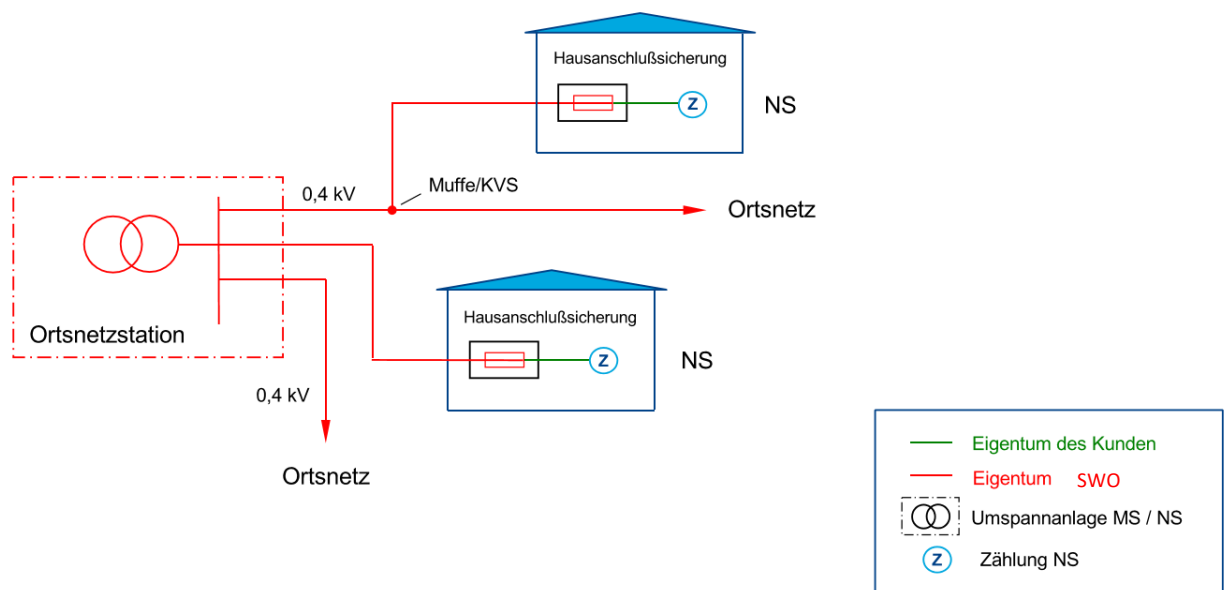 Hausanschlußsicherung
Z
NS
Muffe/KVS
0,4 kV
Ortsnetz
Hausanschlußsicherung
Ortsnetzstation
Z
NS
0,4 kV
Ortsnetz
Eigentum des Kunden
Eigentum SWO
Umspannanlage MS / NS
Z Zählung NS